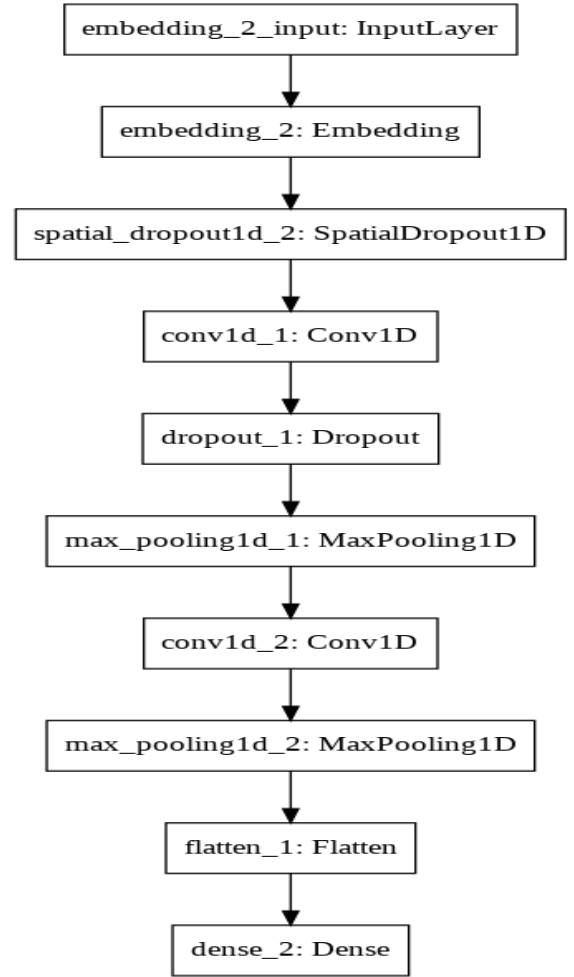 embedding_2_input: InputLayer
embedding_2: Embedding
spatial_dropout1d_2: SpatialDropout1D
conv1d_1: Conv1D
dropout_1: Dropout
max_pooling1d_1: MaxPooling1D
conv1d_2: Conv1D
max_pooling1d_2: MaxPooling1D
flatten_1: Flatten
dense_2: Dense